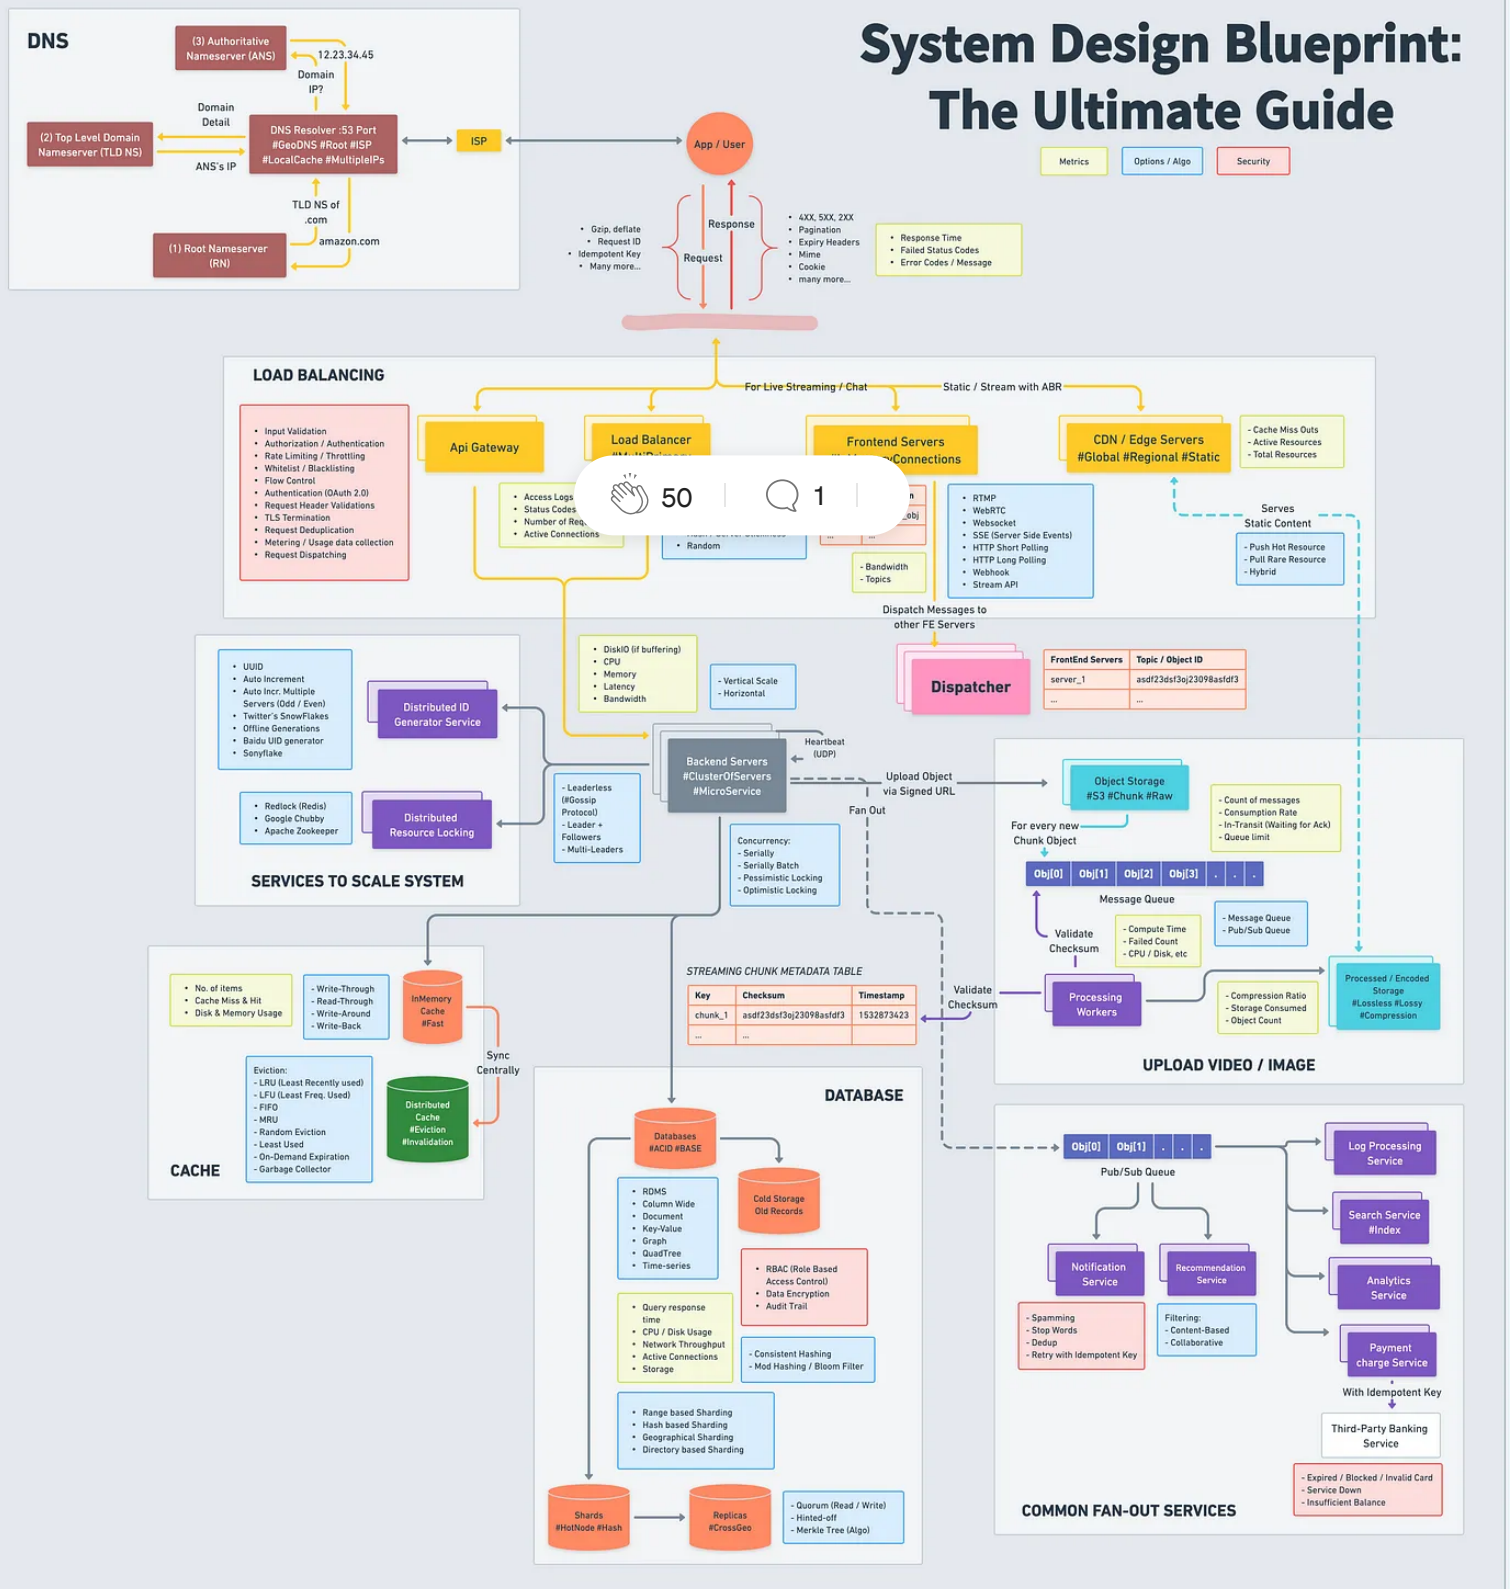 System Design Blueprint:
The Ultimate Guide
Metrics
Options / Algo
Security
DNS
(3) Authoritative
Nameserver (ANS)
12.23.34.45
Domain
IP?
Domain
Detail
(2) Top Level Domain
Nameserver (TLD NS)
ANS's IP
DNS Resolver :53 Port
#GeoDNS #Root #ISP
#LocalCache #MultipleIPs
ISP
App / User
TLD NS of
.com
amazon.com
(1) Root Nameserver
(RN)
• Gzip, deflate
• Request ID
• Idempotent Key
• Many more...
Request
Response
• 4XX, 5XX, 2XX
• Pagination
• Expiry Headers
• Mime
• Cookie
• many more...
• Response Time
• Failed Status Codes
• Error Codes / Message
LOAD BALANCING
For Live Streaming / Chat
Static / Stream with ABR
• Input Validation
• Authorization / Authentication
• Rate Limiting / Throttling
• Whitelist / Blacklisting
• Flow Control
• Authentication (OAuth 2.0)
• Request Header Validations
• TLS Termination
• Request Deduplication
• Metering / Usage data collection
• Request Dispatching
Api Gateway
Load Balancer
Frontend Servers
CDN / Edge Servers
#Global #Regional #Static
- Cache Miss Outs
- Active Resources
- Total Resources
• Access Logs
• Status Codes
• Number of
• Active Connections
50
1
• Random
_obj
...
...
- Bandwidth
- Topics
• RTMP
• WebRTC
• Websocket
• SSE (Server Side Events)
• HTTP Short Polling
• HTTP Long Polling
• Webhook
• Stream API
Serves
Static Content
- Push Hot Resource
- Pull Rare Resource
- Hybrid
Dispatch Messages to
other FE Servers
Dispatcher
FrontEnd Servers
Topic / Object ID
server_1
asdf23dsf3oj23098asfdf3
...
...
• UUID
• Auto Increment
• Auto Incr. Multiple
Servers (Odd / Even)
• Twitter's SnowFlakes
• Offline Generations
• Baidu UID generator
• Sonyflake
Distributed ID
Generator Service
• Redlock (Redis)
• Google Chubby
• Apache Zookeeper
Distributed
Resource Locking
SERVICES TO SCALE SYSTEM
• DiskIO (if buffering)
• CPU
• Memory
• Latency
• Bandwidth
- Vertical Scale
- Horizontal
Backend Servers
#ClusterOfServers
#MicroService
Heartbeat
(UDP)
- Leaderless
(#Gossip
Protocol)
- Leader +
Followers
- Multi-Leaders
Concurrency:
- Serially
- Serially Batch
- Pessimistic Locking
- Optimistic Locking
Fan Out
Upload Object
via Signed URL
Object Storage
#S3 #Chunk #Raw
For every new
Chunk Object
- Count of messages
- Consumption Rate
- In-Transit (Waiting for Ack)
- Queue limit
Obj[0]
Obj[1]
Obj[2]
Obj[3]
.
.
.
Message Queue
Validate
Checksum
- Compute Time
- Failed Count
- CPU / Disk, etc
- Message Queue
- Pub/Sub Queue
Processing
Workers
- Compression Ratio
- Storage Consumed
- Object Count
Processed / Encoded
Storage
#Lossless #Lossy
#Compression
UPLOAD VIDEO / IMAGE
Validate
Checksum
STREAMING CHUNK METADATA TABLE
Key
Checksum
Timestamp
chunk_1
asdf23dsf3oj23098asfdf3
1532873423
...
...
• No. of items
• Cache Miss & Hit
• Disk & Memory Usage
- Write-Through
- Read-Through
- Write-Around
- Write-Back
InMemory
Cache
#Fast
Sync
Centrally
Eviction:
- LRU (Least Recently used)
- LFU (Least Freq. Used)
- FIFO
- MRU
- Random Eviction
- Least Used
- On-Demand Expiration
- Garbage Collector
Distributed
Cache
#Eviction
#Invalidation
CACHE
DATABASE
Databases
#ACID #BASE
• RDMS
• Column Wide
• Document
• Key-Value
• Graph
• QuadTree
• Time-series
Cold Storage
Old Records
• RBAC (Role Based
Access Control)
• Data Encryption
• Audit Trail
• Query response
time
• CPU / Disk Usage
• Network Throughput
• Active Connections
• Storage
- Consistent Hashing
- Mod Hashing / Bloom Filter
• Range based Sharding
• Hash based Sharding
• Geographical Sharding
• Directory based Sharding
Shards
#HotNode #Hash
Replicas
#CrossGeo
- Quorum (Read / Write)
- Hinted-off
- Merkle Tree (Algo)
Obj[0]
Obj[1]
.
.
.
Pub/Sub Queue
Log Processing
Service
Search Service
#Index
Analytics
Service
Payment
charge Service
Notification
Service
Recommendation
Service
- Spamming
- Stop Words
- Dedup
- Retry with Idempotent Key
Filtering:
- Content-Based
- Collaborative
With Idempotent Key
Third-Party Banking
Service
- Expired / Blocked / Invalid Card
- Service Down
- Insufficient Balance
COMMON FAN-OUT SERVICES